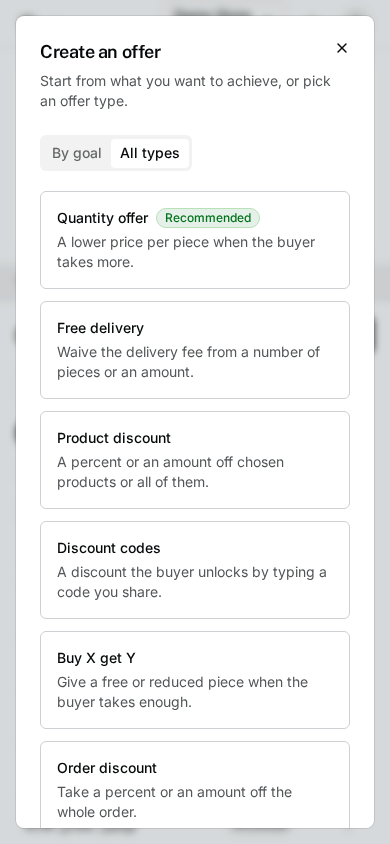 Create an offer
Start from what you want to achieve, or pick
an offer type.
By goal
All types
Quantity offer
Recommended
A lower price per piece when the buyer
takes more.
Free delivery
Waive the delivery fee from a number of
pieces or an amount.
Product discount
A percent or an amount off chosen
products or all of them.
Discount codes
A discount the buyer unlocks by typing a
code you share.
Buy X get Y
Give a free or reduced piece when the
buyer takes enough.
Order discount
Take a percent or an amount off the
whole order.